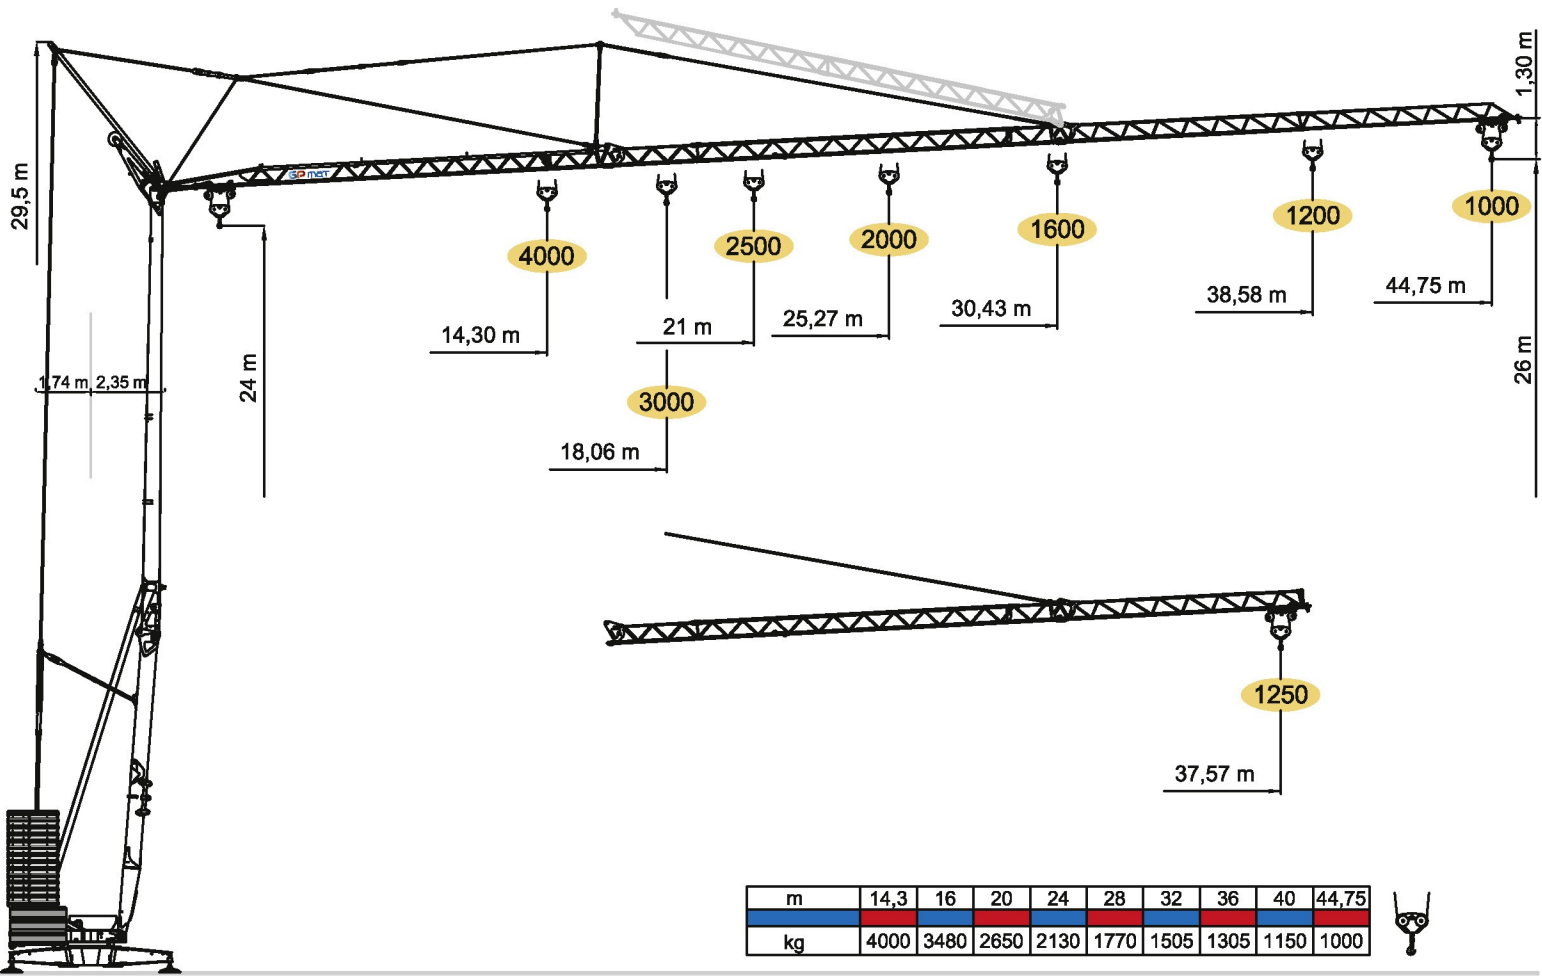 29,5 m
1,30 m
GP MAT
4000
2500
2000
1600
1200
1000
14,30 m
21 m
25,27 m
30,43 m
38,58 m
44,75 m
24 m
26 m
1,74 m
2,35 m
3000
18,06 m
1250
37,57 m
m 14,3 16 20 24 28 32 36 40 44,75
kg 4000 3480 2650 2130 1770 1505 1305 1150 1000